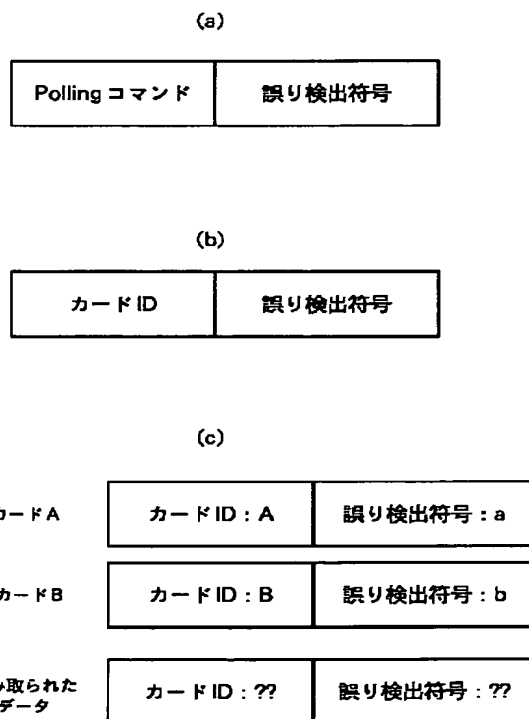 (a)
Pollingコマンド 誤り検出符号
(b)
カードID 誤り検出符号
(c)
カードA カードID：A 誤り検出符号：a
カードB カードID：B 誤り検出符号：b
み取られた
データ
カードID：?? 誤り検出符号：??